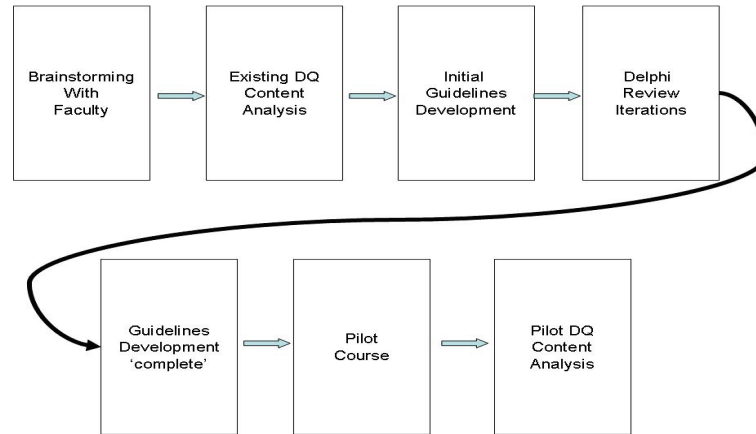 Brainstorming
With
Faculty
Existing DQ
Content
Analysis
Initial
Guidelines
Development
Delphi
Review
Iterations
Guidelines
Development
‘complete’
Pilot
Course
Pilot DQ
Content
Analysis